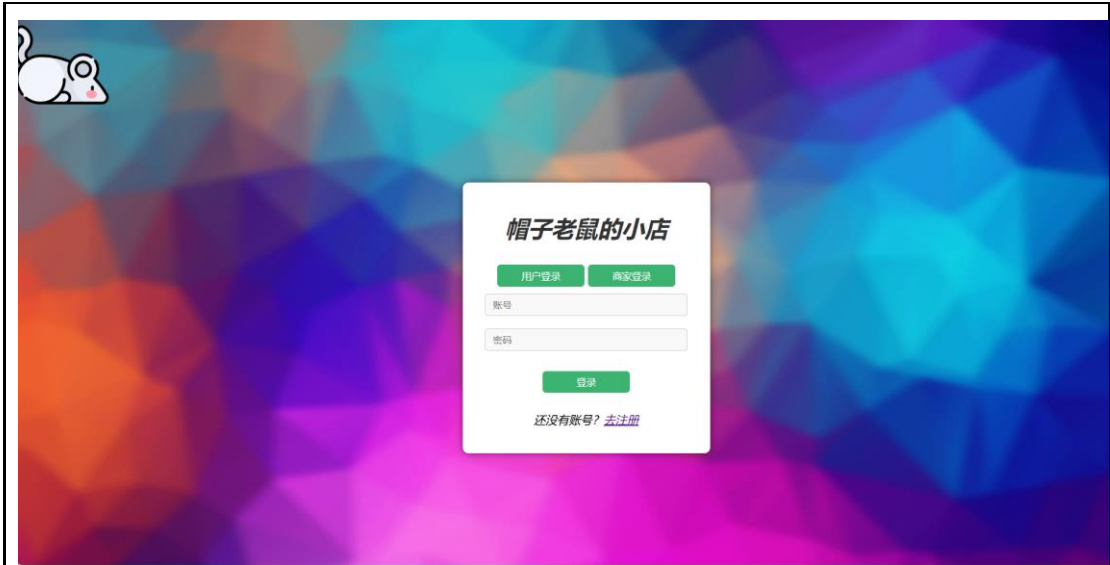 帽子老鼠的小店
用户登录 商家登录
账号
密码
登录
还没有账号？去注册